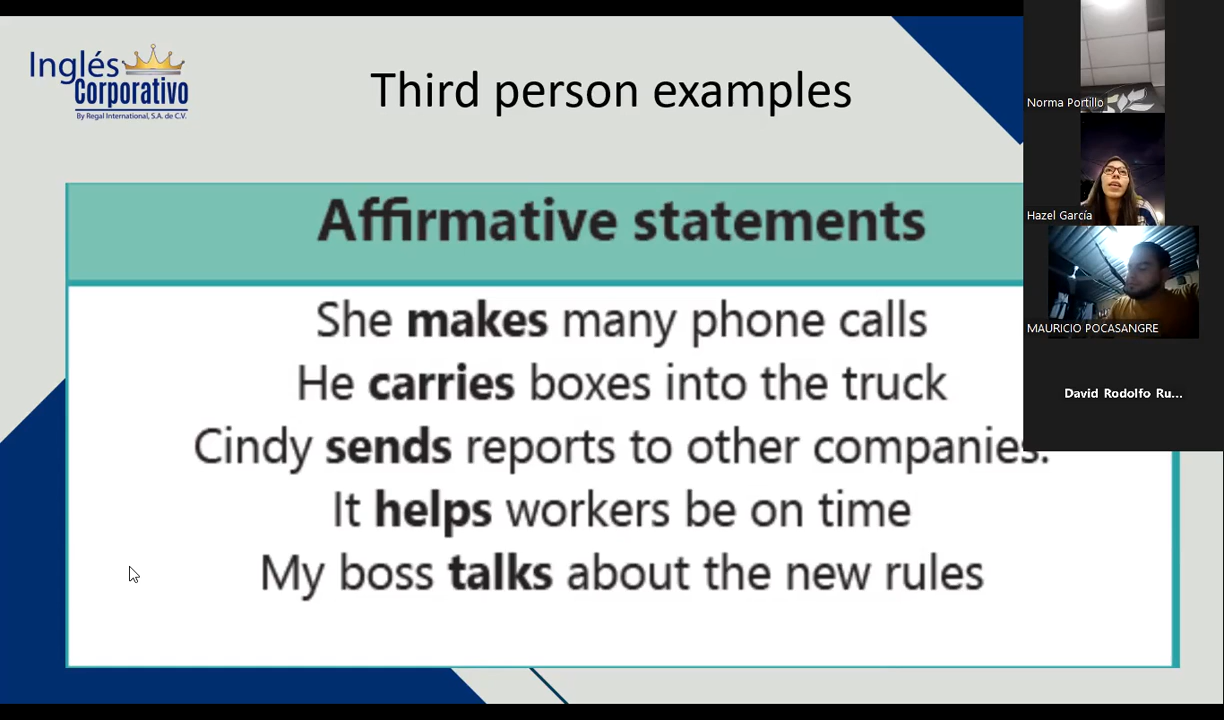 Inglés
Corporativo
By Regal International, S.A. de C.V.
Third person examples
Affirmative statements
She makes many phone calls
He carries boxes into the truck
Cindy sends reports to other companies.
It helps workers be on time
My boss talks about the new rules
Norma Portillo
Hazel García
MAURICIO POCASANGRE
David Rodolfo Ru...